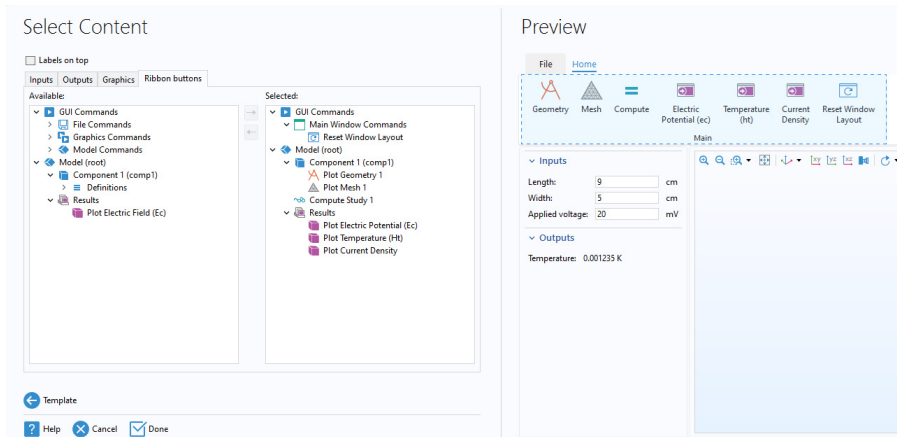 Select Content
Labels on top
Inputs Outputs Graphics Ribbon buttons
Available:
GUI Commands
File Commands
Graphics Commands
Model Commands
Model (root)
Component 1 (comp1)
Definitions
Results
Plot Electric Field (Ec)
Selected:
GUI Commands
Main Window Commands
Reset Window Layout
Model (root)
Component 1 (comp1)
Plot Geometry 1
Plot Mesh 1
Compute Study 1
Results
Plot Electric Potential (Ec)
Plot Temperature (Ht)
Plot Current Density
Template
? Help Cancel Done
Preview
File Home
Geometry Mesh Compute Electric Potential (ec) Temperature (ht) Current Density Reset Window Layout
Main
Inputs
Length: 9 cm
Width: 5 cm
Applied voltage: 20 mV
Outputs
Temperature: 0.001235 K
xy yz xz